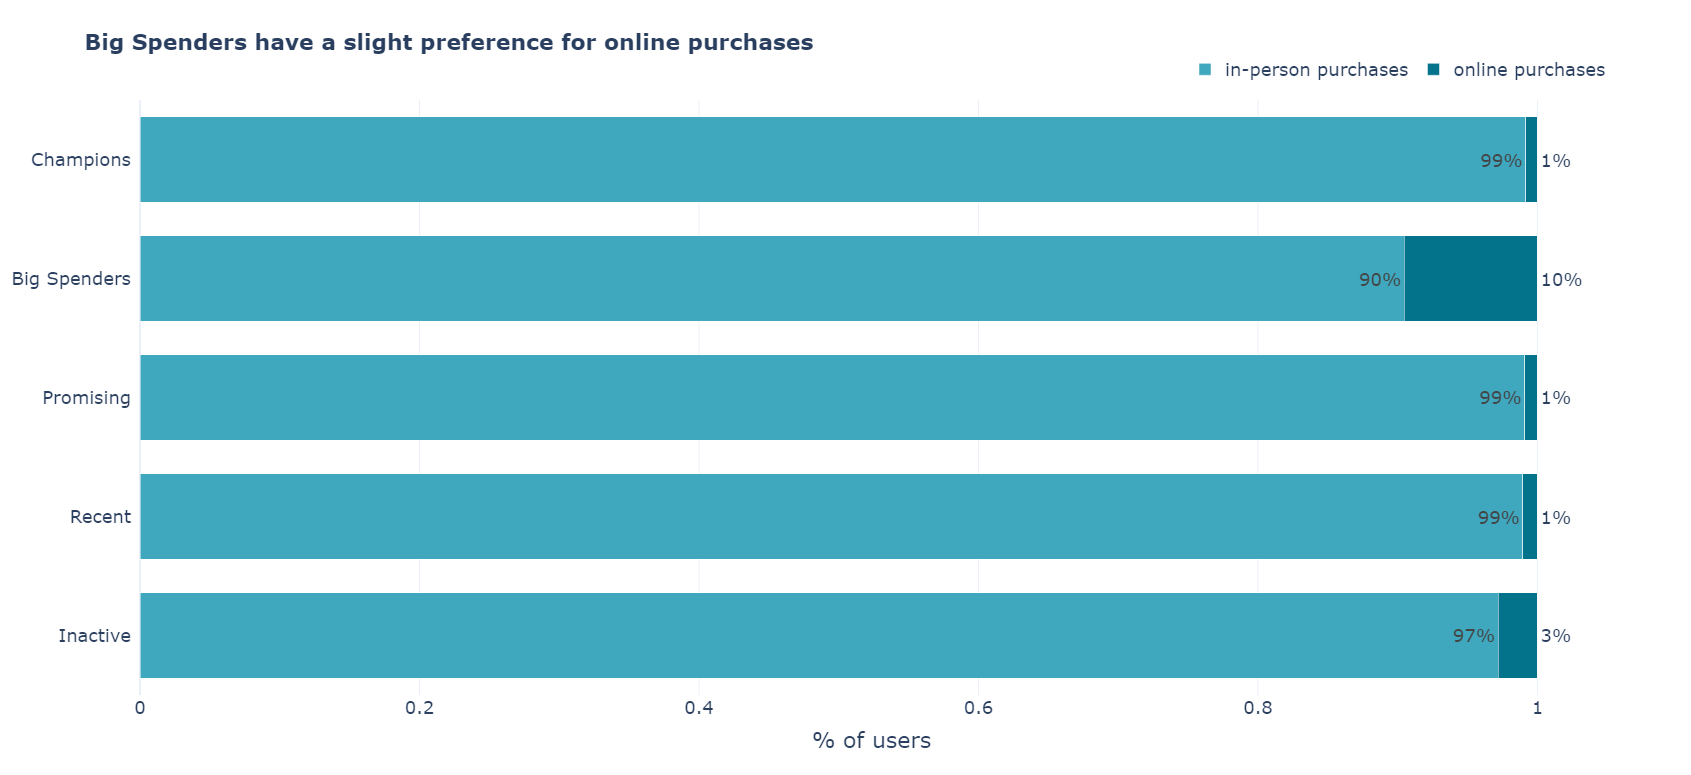 Big Spenders have a slight preference for online purchases
in-person purchases online purchases
Champions 99% 1%
Big Spenders 90% 10%
Promising 99% 1%
Recent 99% 1%
Inactive 97% 3%
0 0.2 0.4 0.6 0.8 1
% of users